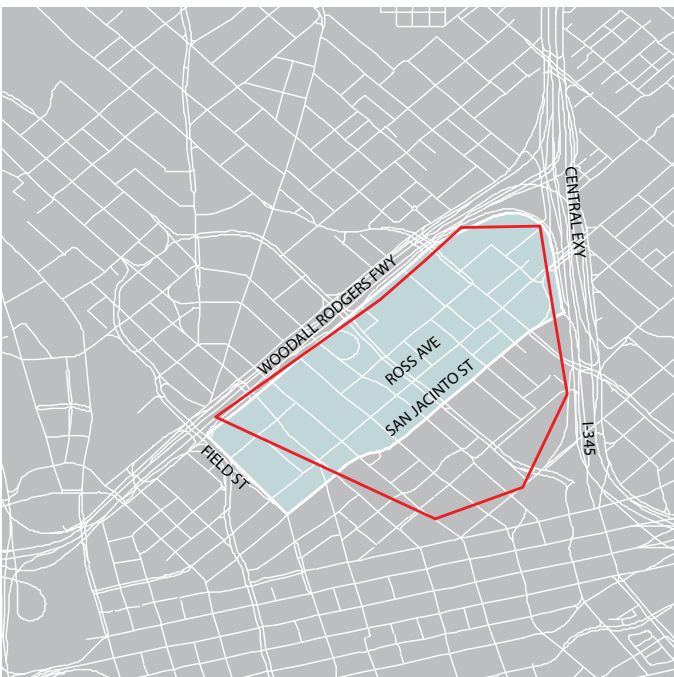 CENTRAL EXY
WOODALL RODGERS FWY
ROSS AVE
SAN JACINTO ST
I-345
FIELD ST